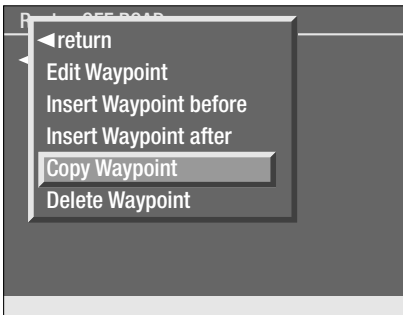 ◄return
Edit Waypoint
Insert Waypoint before
Insert Waypoint after
Copy Waypoint
Delete Waypoint